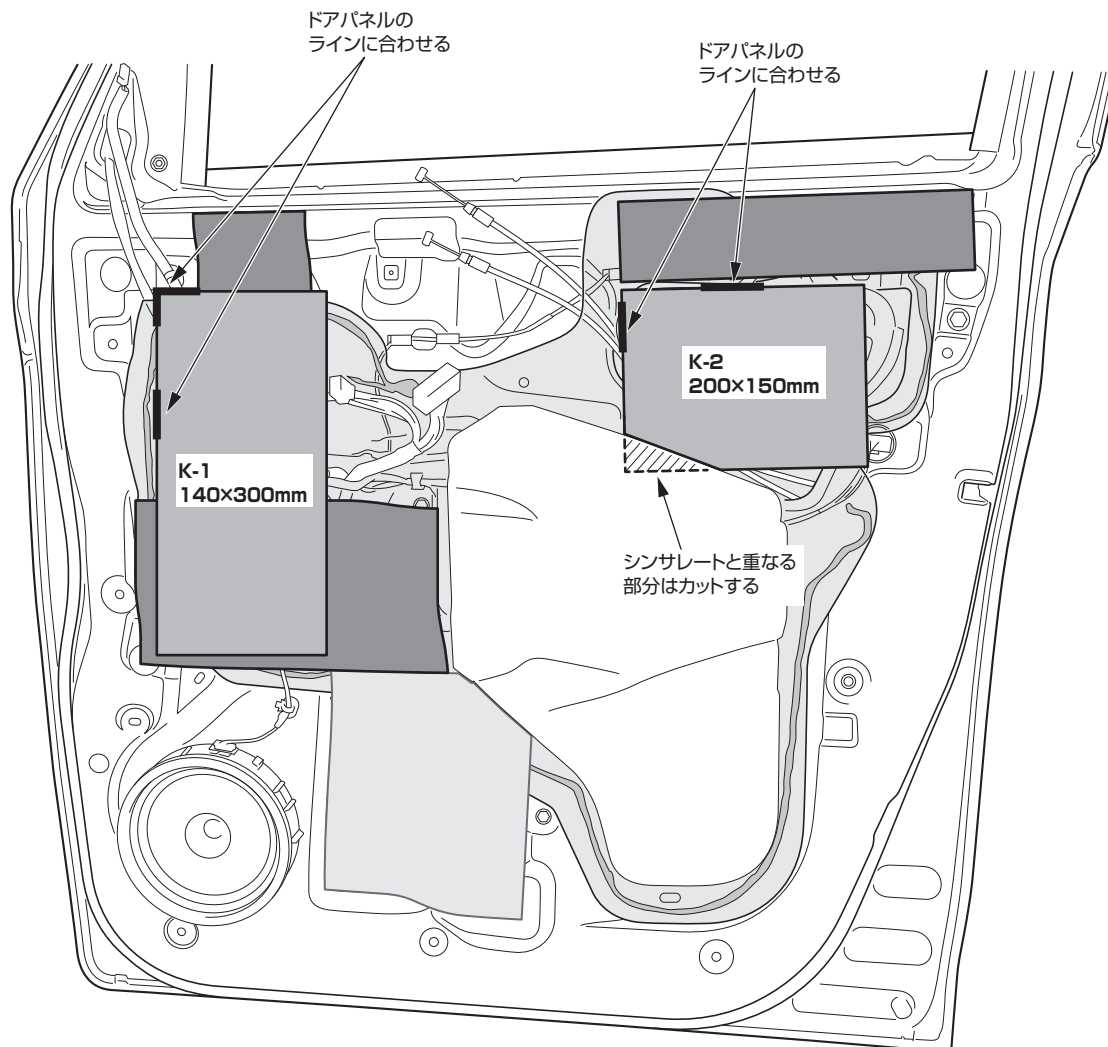 ドアパネルの
ラインに合わせる
ドアパネルの
ラインに合わせる
K-1
140×300mm
K-2
200×150mm
シンサレートと重なる
部分はカットする